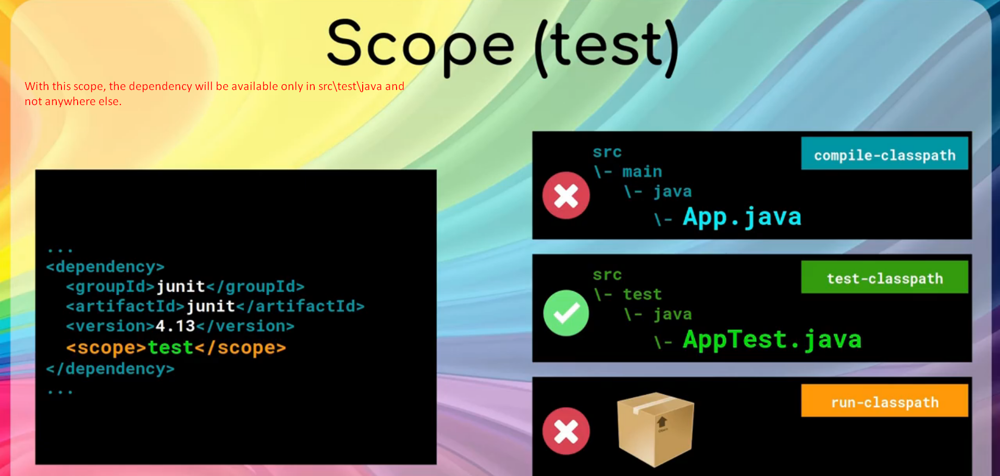 Scope (test)
With this scope, the dependency will be available only in src\test\java and
not anywhere else.
...
<dependency>
<groupId>junit</groupId>
<artifactId>junit</artifactId>
<version>4.13</version>
<scope>test</scope>
</dependency>
...
compile-classpath
src
\- main
\- java
\- App.java
test-classpath
src
\- test
\- java
\- AppTest.java
run-classpath